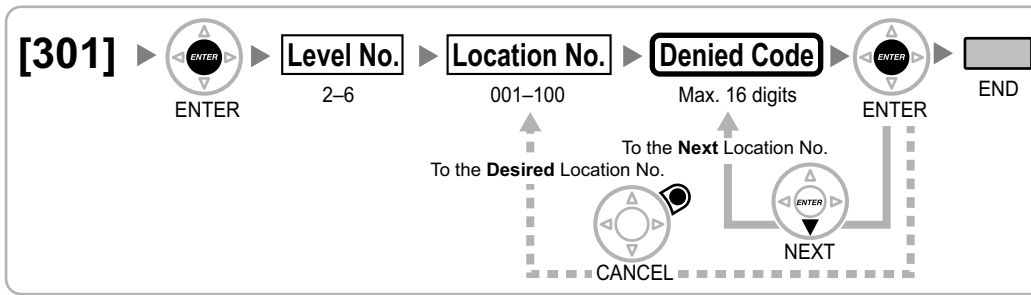 [301] ENTER Level No. Location No. Denied Code ENTER
ENTER 2–6 001–100 Max. 16 digits ENTER END
To the Next Location No.
To the Desired Location No.
ENTER
NEXT
CANCEL